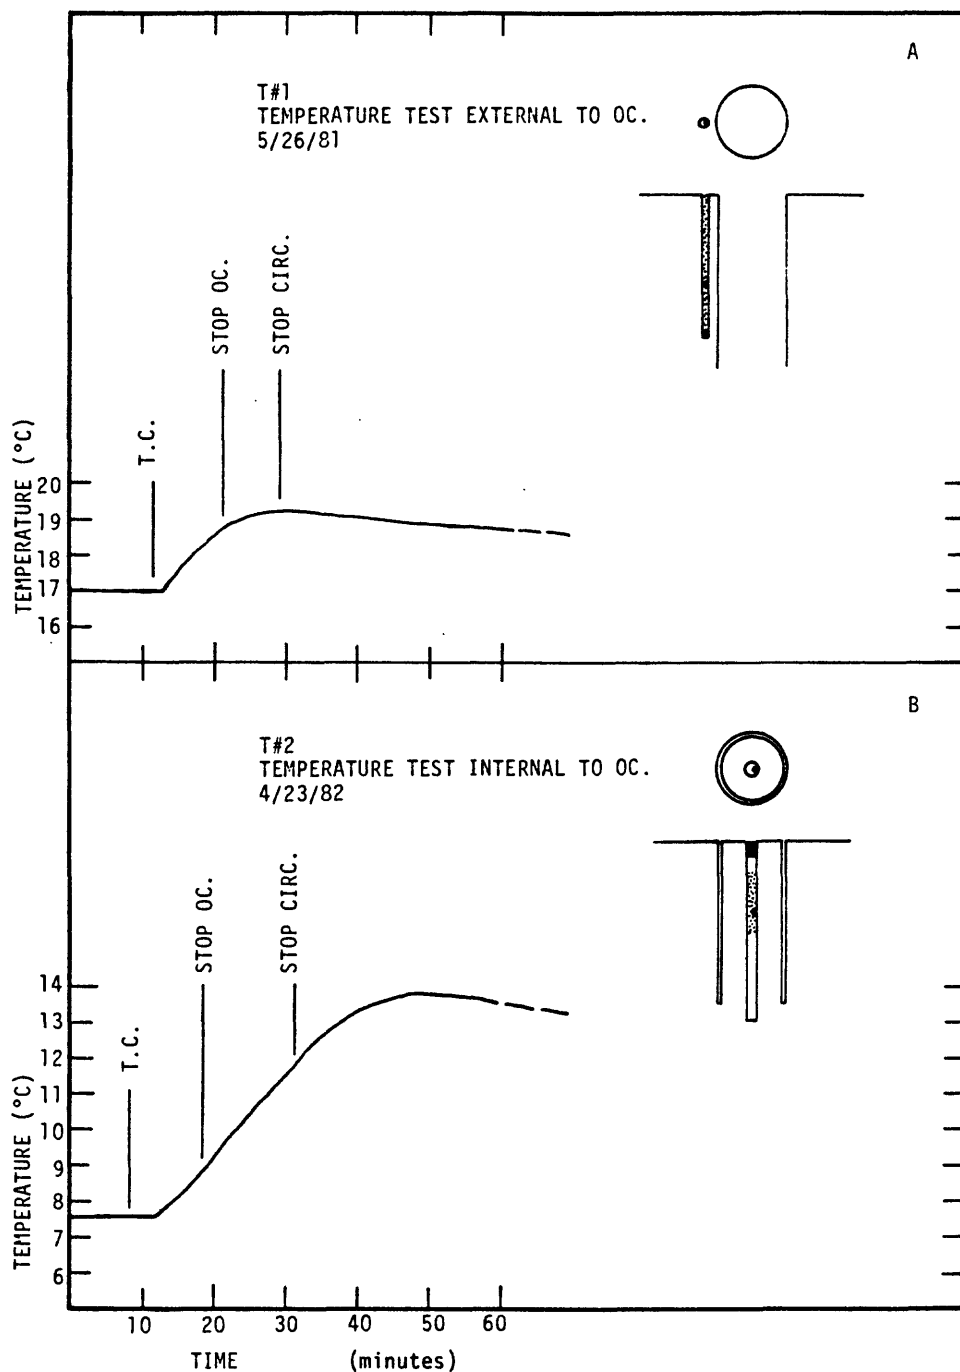 A
T#1
TEMPERATURE TEST EXTERNAL TO OC.
5/26/81
STOP OC.
STOP CIRC.
T.C.
TEMPERATURE (°C)
20
19
18
17
16
B
T#2
TEMPERATURE TEST INTERNAL TO OC.
4/23/82
STOP OC.
STOP CIRC.
T.C.
TEMPERATURE (°C)
14
13
12
11
10
9
8
7
6
10 20 30 40 50 60
TIME (minutes)